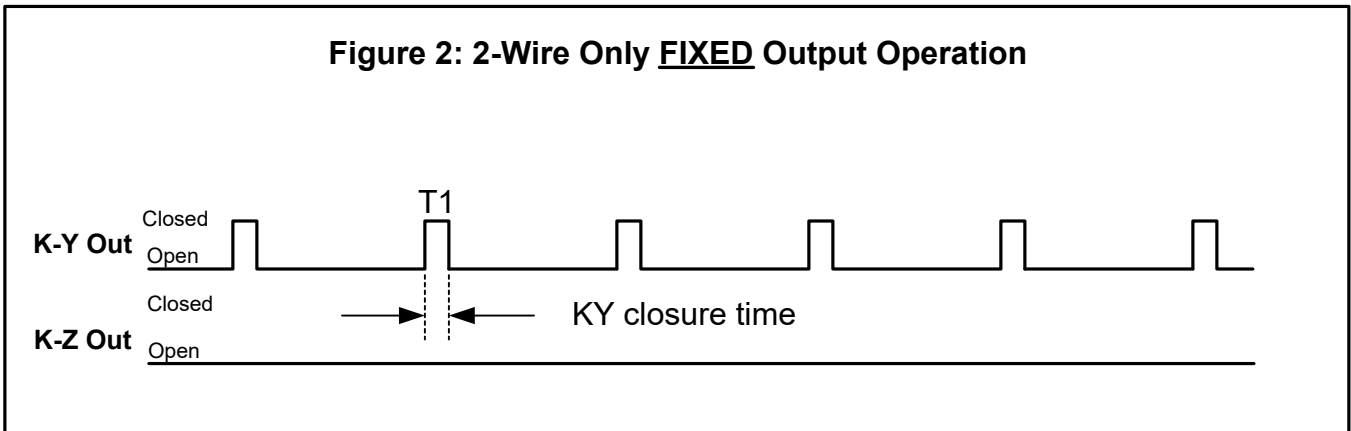 Figure 2: 2-Wire Only FIXED Output Operation
T1
Closed
K-Y Out
Open
KY closure time
Closed
K-Z Out
Open